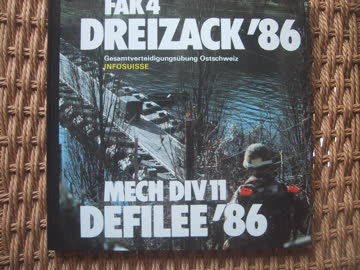 FAK 4
DREIZACK '86
Gesamtverteidigungsübung Ostschweiz
INFOSUISSE
MECH DIV 11
DEFILEE '86